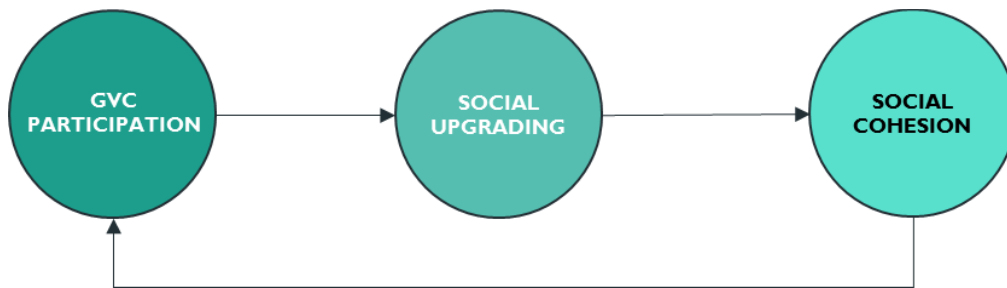 GVC
PARTICIPATION
SOCIAL
UPGRADING
SOCIAL
COHESION